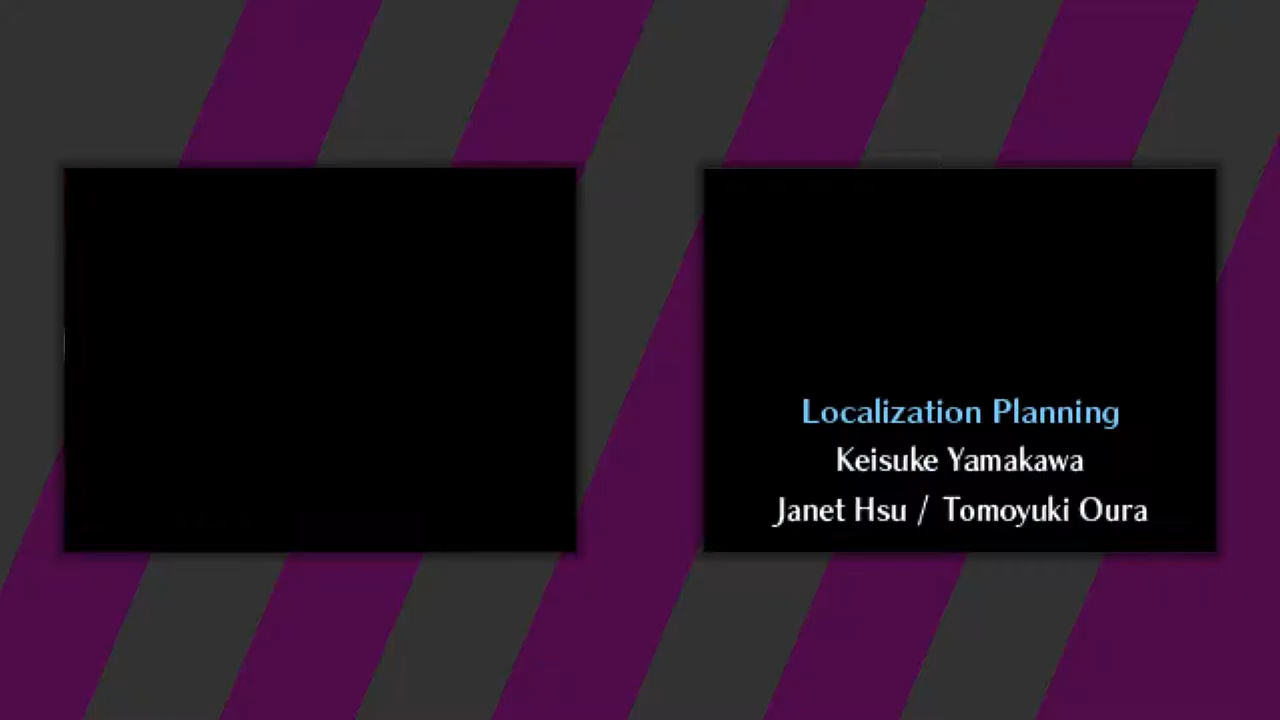 Localization Planning
Keisuke Yamakawa
Janet Hsu / Tomoyuki Oura